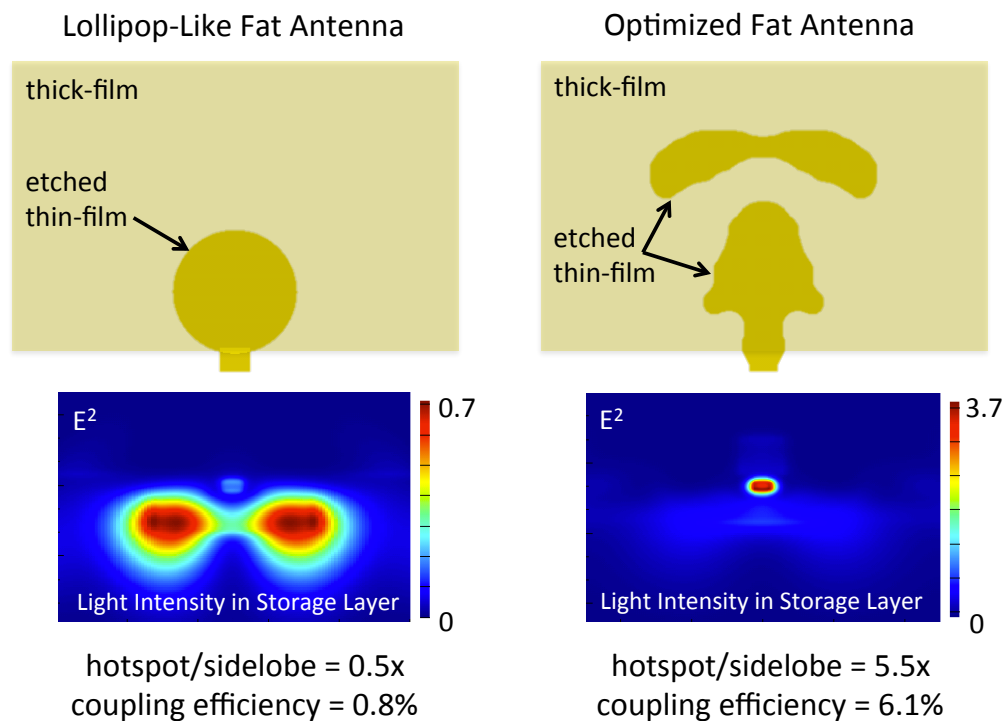 Lollipop-Like Fat Antenna
thick-film
etched
thin-film
E²
0.7
0
Light Intensity in Storage Layer
hotspot/sidelobe = 0.5x
coupling efficiency = 0.8%
Optimized Fat Antenna
thick-film
etched
thin-film
E²
3.7
0
Light Intensity in Storage Layer
hotspot/sidelobe = 5.5x
coupling efficiency = 6.1%